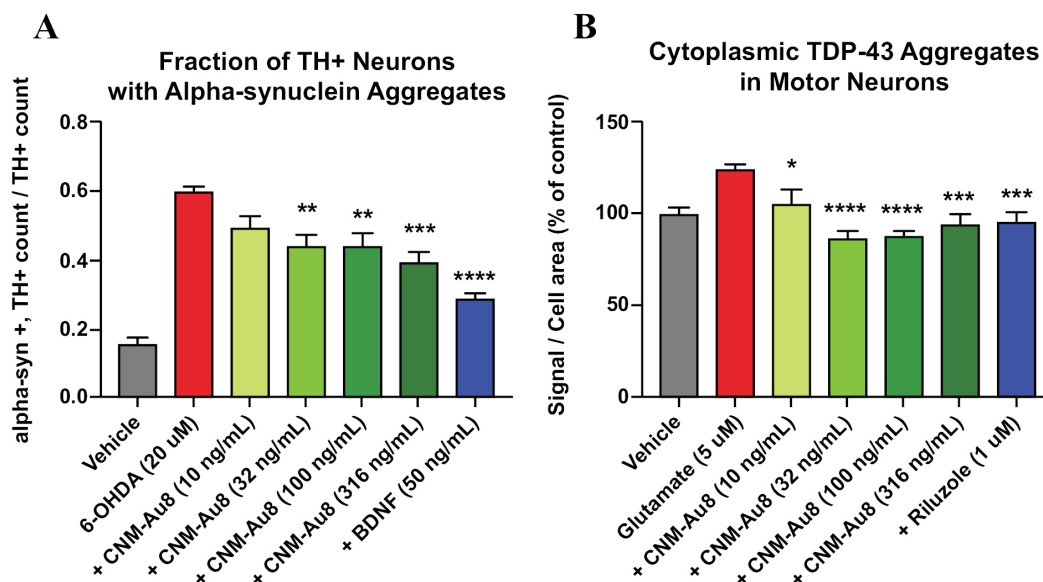 A
Fraction of TH+ Neurons
with Alpha-synuclein Aggregates
alpha-syn +, TH+ count / TH+ count
0.8
0.6
0.4
0.2
0.0
**
**
***
****
Vehicle
6-OHDA (20 uM)
+ CNM-Au8 (10 ng/mL)
+ CNM-Au8 (32 ng/mL)
+ CNM-Au8 (100 ng/mL)
+ CNM-Au8 (316 ng/mL)
+ BDNF (50 ng/mL)
B
Cytoplasmic TDP-43 Aggregates
in Motor Neurons
Signal / Cell area (% of control)
150
100
50
0
*
****
****
***
***
Vehicle
Glutamate (5 uM)
+ CNM-Au8 (10 ng/mL)
+ CNM-Au8 (32 ng/mL)
+ CNM-Au8 (100 ng/mL)
+ CNM-Au8 (316 ng/mL)
+ Riluzole (1 uM)